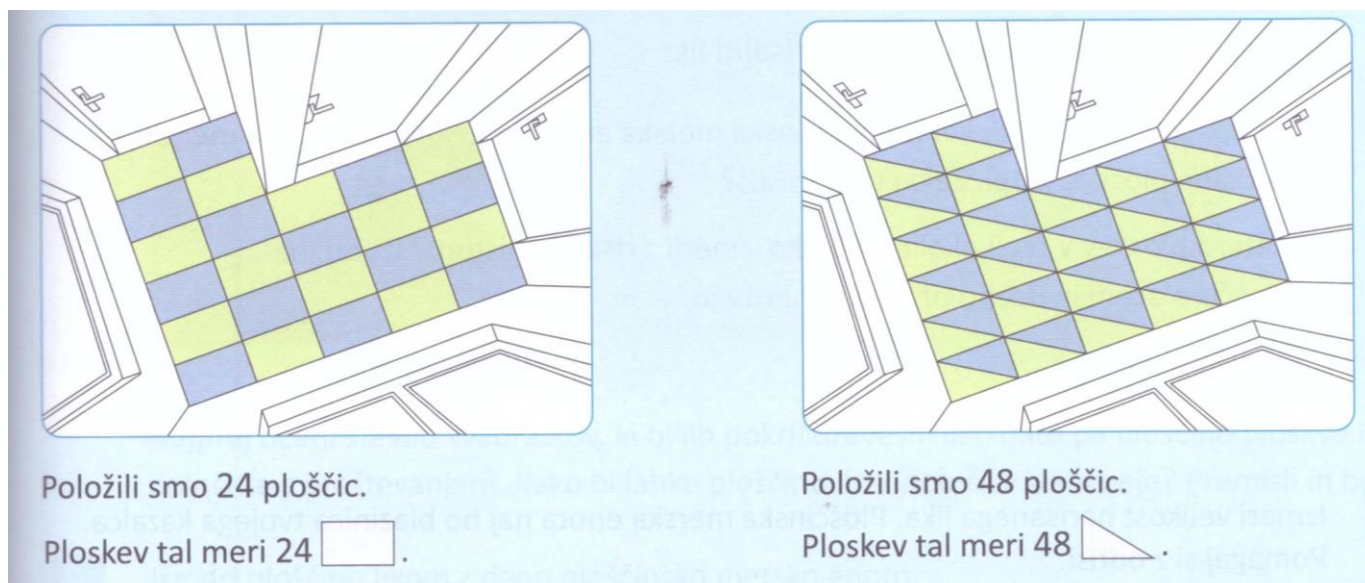 Položili smo 24 ploščic.
Ploskev tal meri 24 .
Položili smo 48 ploščic.
Ploskev tal meri 48 .